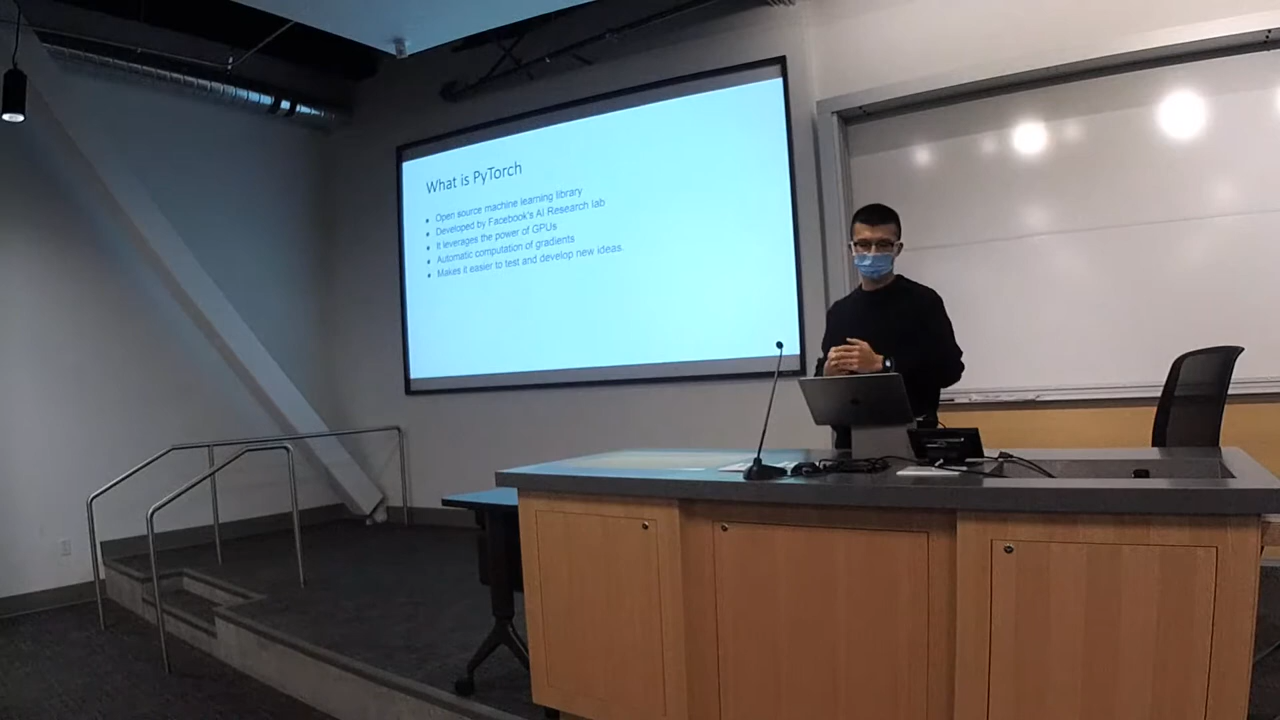 What is PyTorch
• Open source machine learning library
• Developed by Facebook's AI Research lab
• It leverages the power of GPUs
• Automatic computation of gradients
• Makes it easier to test and develop new ideas.